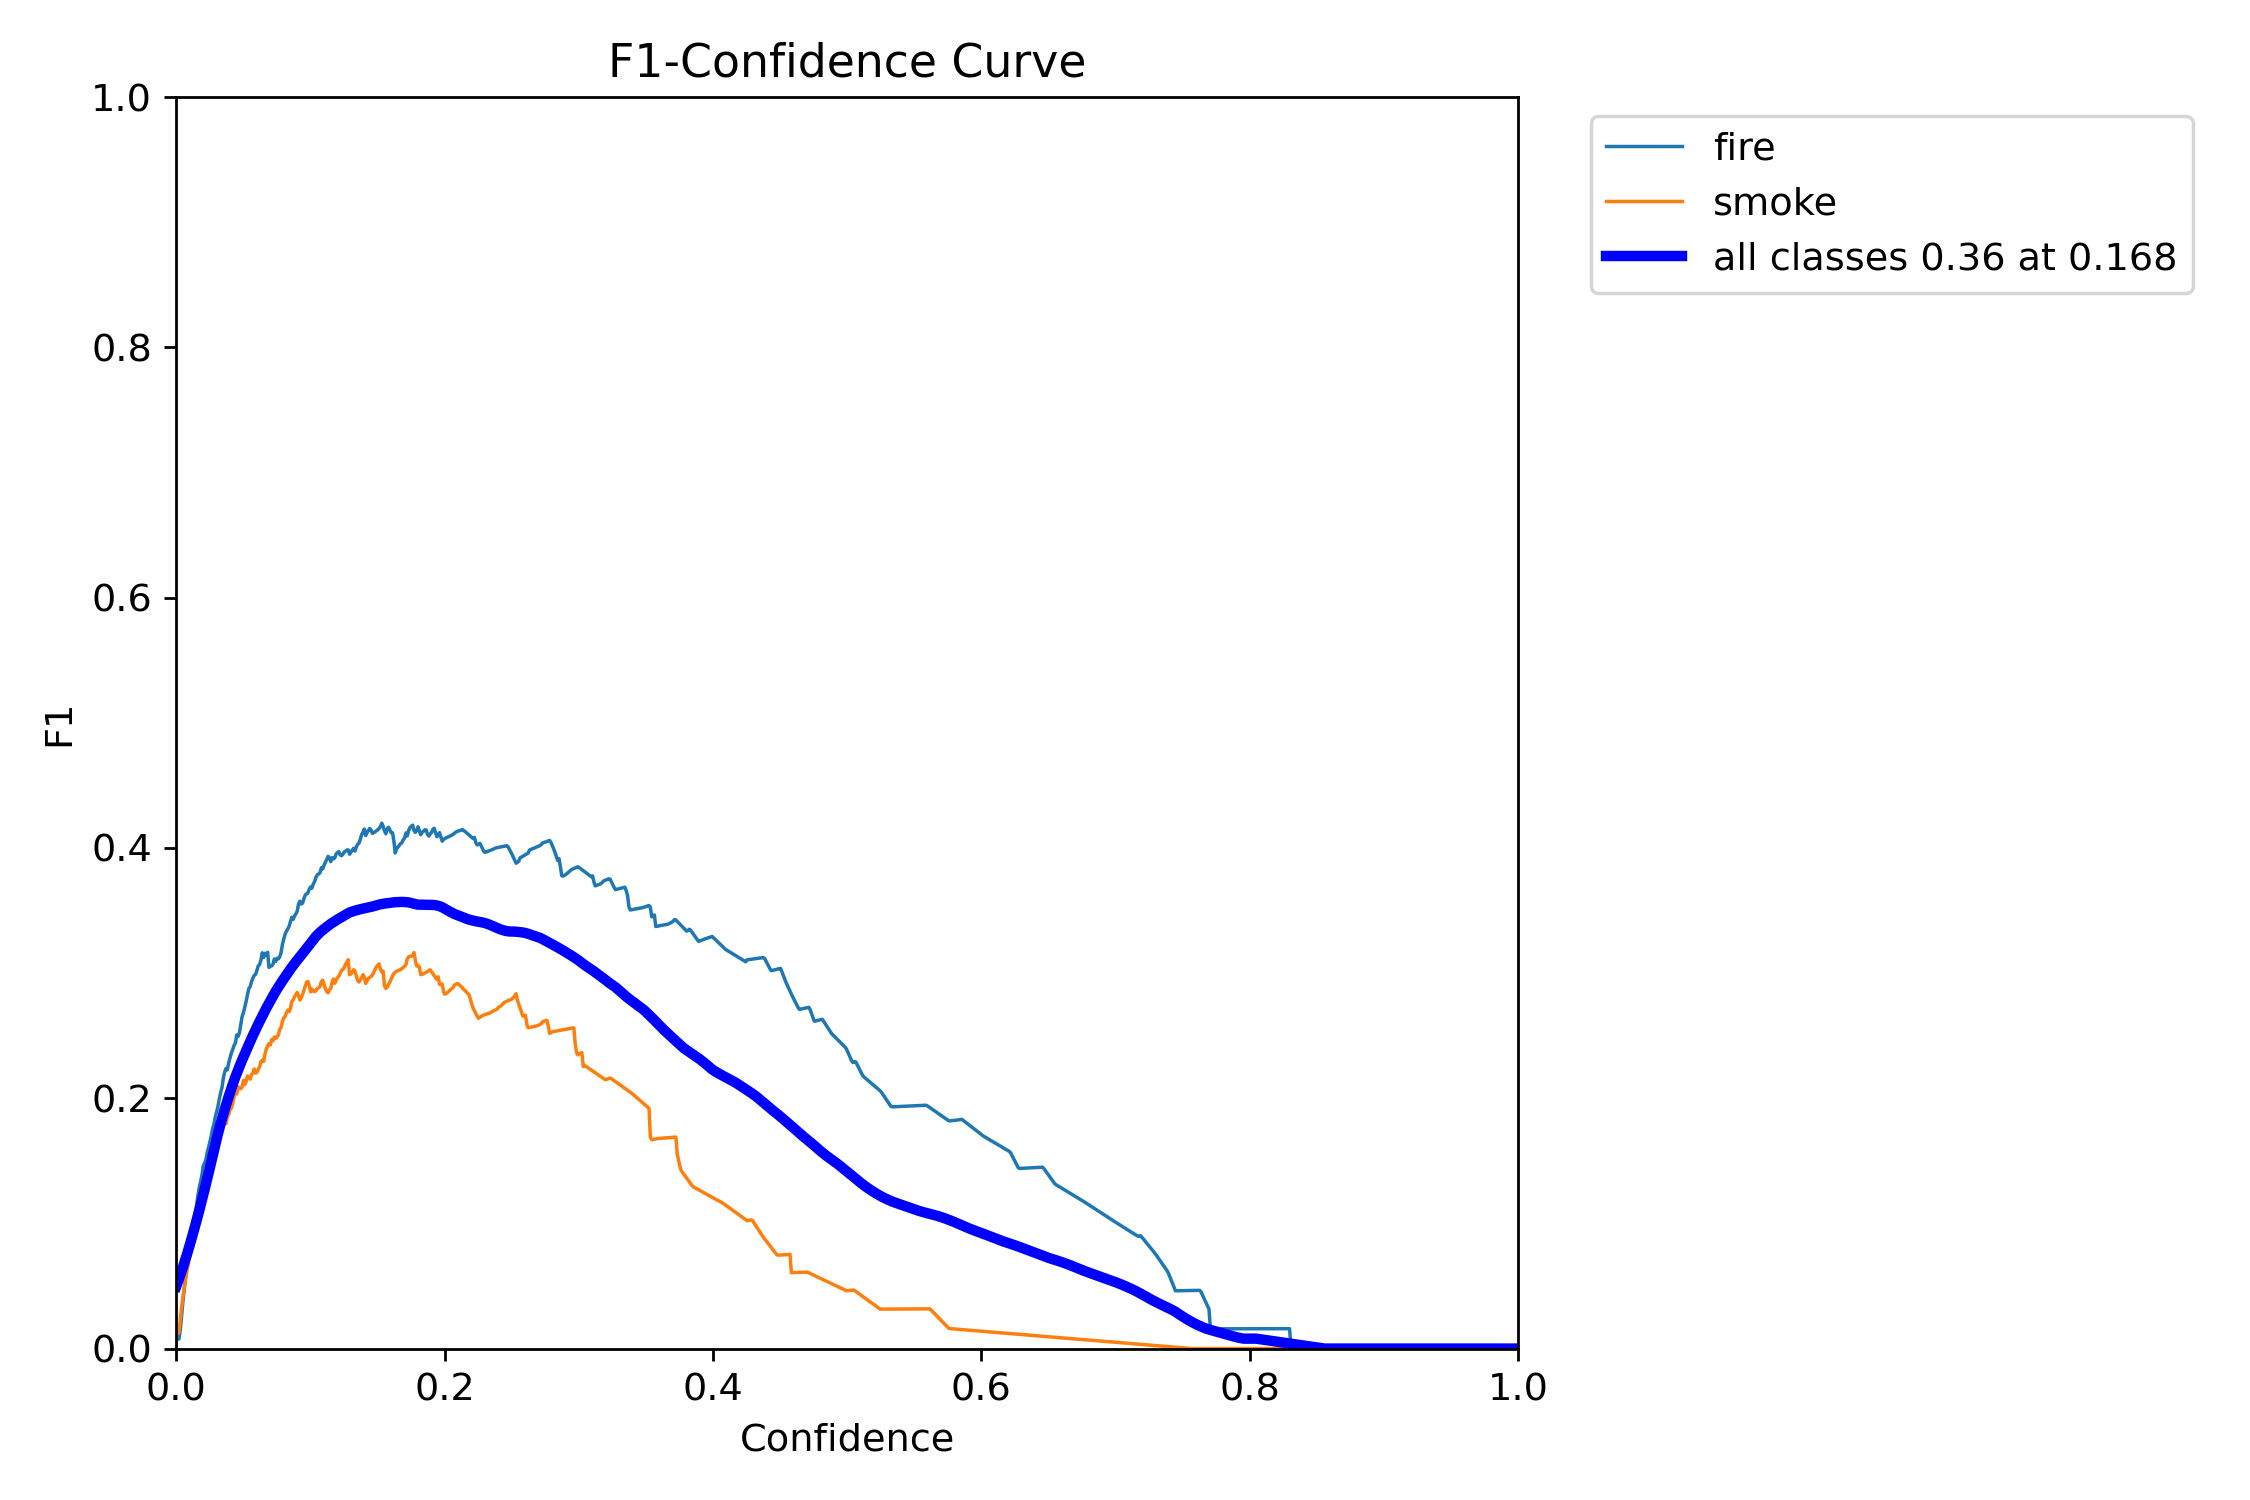 F1-Confidence Curve
1.0
0.8
0.6
0.4
0.2
0.0
F1
0.0 0.2 0.4 0.6 0.8 1.0
Confidence
fire
smoke
all classes 0.36 at 0.168